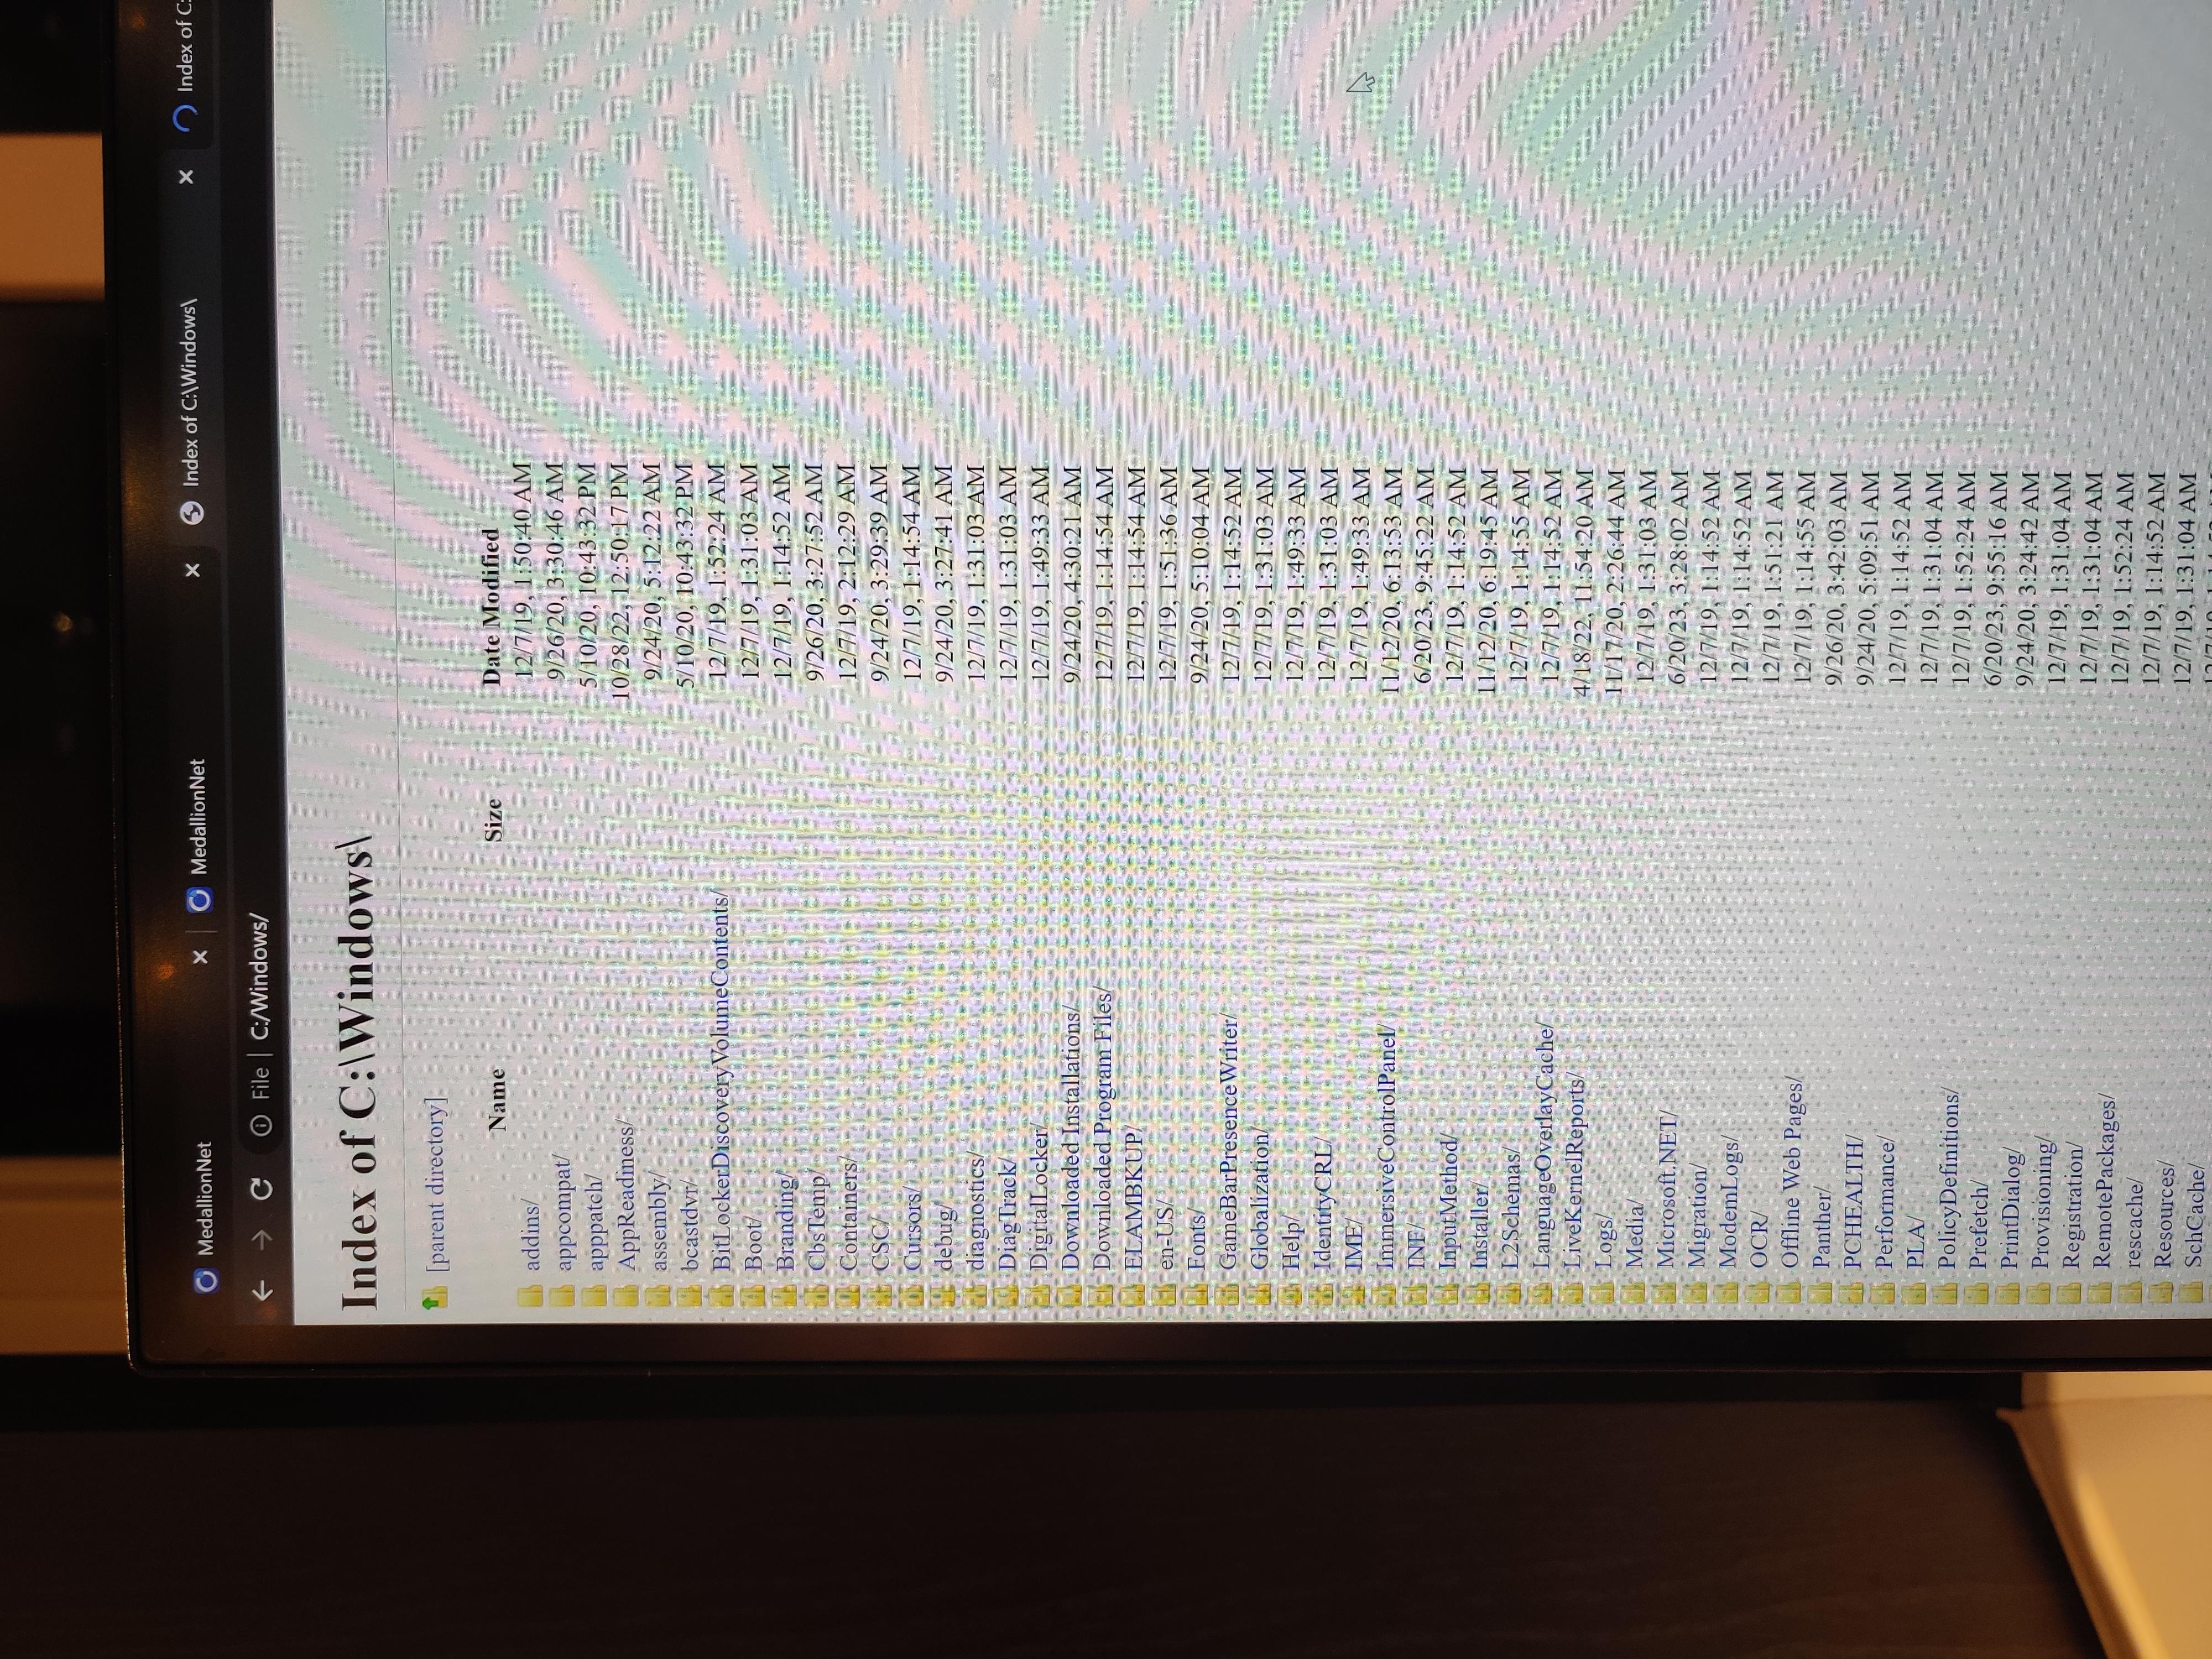 MedallionNet
MedallionNet
Index of C:\Windows\
Index of C:
File | C:/Windows/
Index of C:\Windows\
[parent directory]
Name Size Date Modified
addins/ 12/7/19, 1:50:40 AM
appcompat/ 9/26/20, 3:30:46 AM
apppatch/ 5/10/20, 10:43:32 PM
AppReadiness/ 10/28/22, 12:50:17 PM
assembly/ 9/24/20, 5:12:22 AM
bcastdvr/ 5/10/20, 10:43:32 PM
BitLockerDiscoveryVolumeContents/ 12/7/19, 1:52:24 AM
Boot/ 12/7/19, 1:31:03 AM
Branding/ 12/7/19, 1:14:52 AM
CbsTemp/ 9/26/20, 3:27:52 AM
Containers/ 12/7/19, 2:12:29 AM
CSC/ 9/24/20, 3:29:39 AM
Cursors/ 12/7/19, 1:14:54 AM
debug/ 9/24/20, 3:27:41 AM
diagnostics/ 12/7/19, 1:31:03 AM
DiagTrack/ 12/7/19, 1:31:03 AM
DigitalLocker/ 12/7/19, 1:49:33 AM
Downloaded Installations/ 9/24/20, 4:30:21 AM
Downloaded Program Files/ 12/7/19, 1:14:54 AM
ELAMBKUP/ 12/7/19, 1:14:54 AM
en-US/ 12/7/19, 1:51:36 AM
Fonts/ 9/24/20, 5:10:04 AM
GameBarPresenceWriter/ 12/7/19, 1:14:52 AM
Globalization/ 12/7/19, 1:31:03 AM
Help/ 12/7/19, 1:49:33 AM
IdentityCRL/ 12/7/19, 1:31:03 AM
IME/ 12/7/19, 1:49:33 AM
ImmersiveControlPanel/ 11/12/20, 6:13:53 AM
INF/ 6/20/23, 9:45:22 AM
InputMethod/ 12/7/19, 1:14:52 AM
Installer/ 11/12/20, 6:19:45 AM
L2Schemas/ 12/7/19, 1:14:55 AM
LanguageOverlayCache/ 12/7/19, 1:14:52 AM
LiveKernelReports/ 4/18/22, 11:54:20 AM
Logs/ 11/17/20, 2:26:44 AM
Media/ 12/7/19, 1:31:03 AM
Microsoft.NET/ 6/20/23, 3:28:02 AM
Migration/ 12/7/19, 1:14:52 AM
ModemLogs/ 12/7/19, 1:14:52 AM
OCR/ 12/7/19, 1:51:21 AM
Offline Web Pages/ 12/7/19, 1:14:55 AM
Panther/ 9/26/20, 3:42:03 AM
PCHEALTH/ 9/24/20, 5:09:51 AM
Performance/ 12/7/19, 1:14:52 AM
PLA/ 12/7/19, 1:31:04 AM
PolicyDefinitions/ 12/7/19, 1:52:24 AM
Prefetch/ 6/20/23, 9:55:16 AM
PrintDialog/ 9/24/20, 3:24:42 AM
Provisioning/ 12/7/19, 1:31:04 AM
Registration/ 12/7/19, 1:31:04 AM
RemotePackages/ 12/7/19, 1:52:24 AM
rescache/ 12/7/19, 1:14:52 AM
Resources/ 12/7/19, 1:31:04 AM
SchCache/